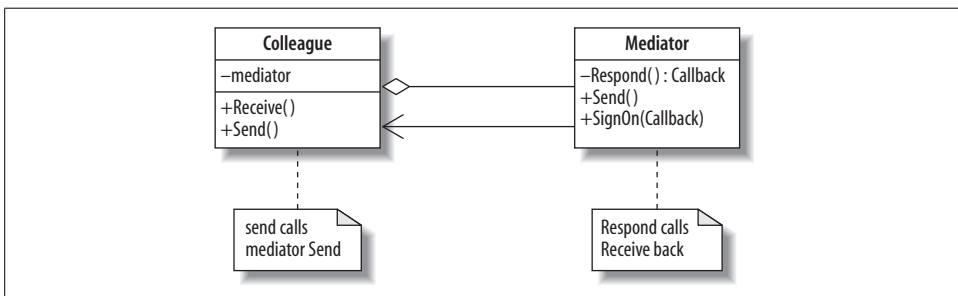 Colleague
–mediator
+Receive()
+Send()
Mediator
–Respond() : Callback
+Send()
+SignOn(Callback)
send calls
mediator Send
Respond calls
Receive back